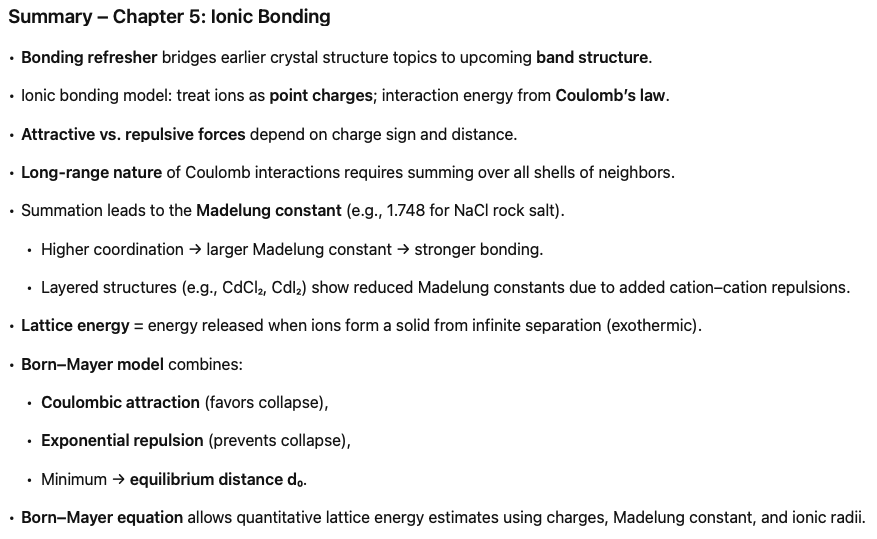 Summary – Chapter 5: Ionic Bonding
• Bonding refresher bridges earlier crystal structure topics to upcoming band structure.
• Ionic bonding model: treat ions as point charges; interaction energy from Coulomb's law.
• Attractive vs. repulsive forces depend on charge sign and distance.
• Long-range nature of Coulomb interactions requires summing over all shells of neighbors.
• Summation leads to the Madelung constant (e.g., 1.748 for NaCl rock salt).
• Higher coordination → larger Madelung constant → stronger bonding.
• Layered structures (e.g., CdCl₂, CdI₂) show reduced Madelung constants due to added cation–cation repulsions.
• Lattice energy = energy released when ions form a solid from infinite separation (exothermic).
• Born–Mayer model combines:
• Coulombic attraction (favors collapse),
• Exponential repulsion (prevents collapse),
• Minimum → equilibrium distance d₀.
• Born–Mayer equation allows quantitative lattice energy estimates using charges, Madelung constant, and ionic radii.